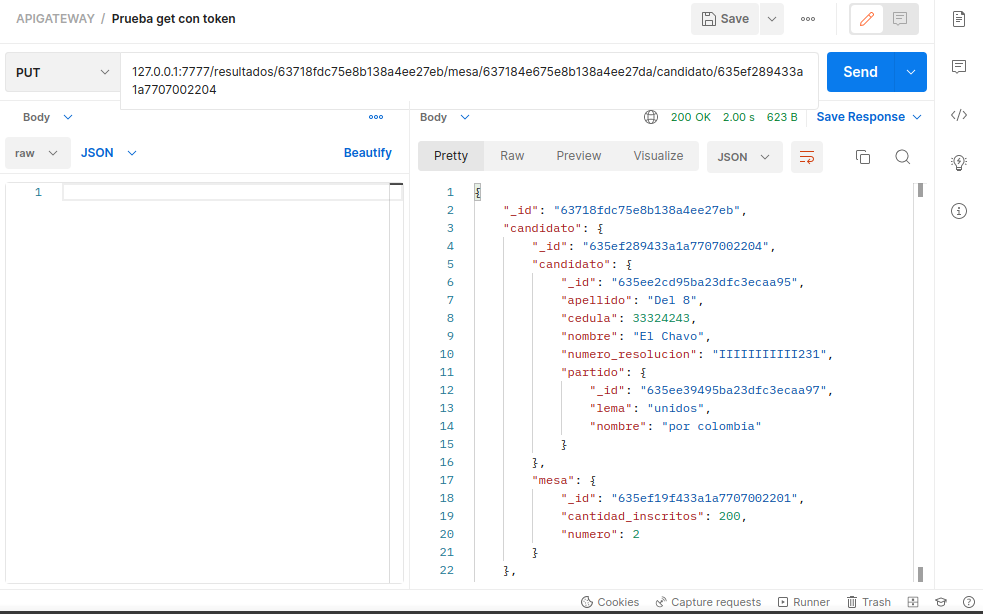 APIGATEWAY / Prueba get con token
Save
PUT
127.0.0.1:7777/resultados/63718fdc75e8b138a4ee27eb/mesa/637184e675e8b138a4ee27da/candidato/635ef289433a
1a7707002204
Send
Body
Body
200 OK 2.00 s 623 B Save Response
raw JSON Beautify
Pretty Raw Preview Visualize JSON
1
1 {
2 "_id": "63718fdc75e8b138a4ee27eb",
3 "candidato": {
4 "_id": "635ef289433a1a7707002204",
5 "candidato": {
6 "_id": "635ee2cd95ba23dfc3ecaa95",
7 "apellido": "Del 8",
8 "cedula": 33324243,
9 "nombre": "El Chavo",
10 "numero_resolucion": "IIIIIIIIIII231",
11 "partido": {
12 "_id": "635ee39495ba23dfc3ecaa97",
13 "lema": "unidos",
14 "nombre": "por colombia"
15 }
16 },
17 "mesa": {
18 "_id": "635ef19f433a1a7707002201",
19 "cantidad_inscritos": 200,
20 "numero": 2
21 }
22 },
Cookies Capture requests Runner Trash